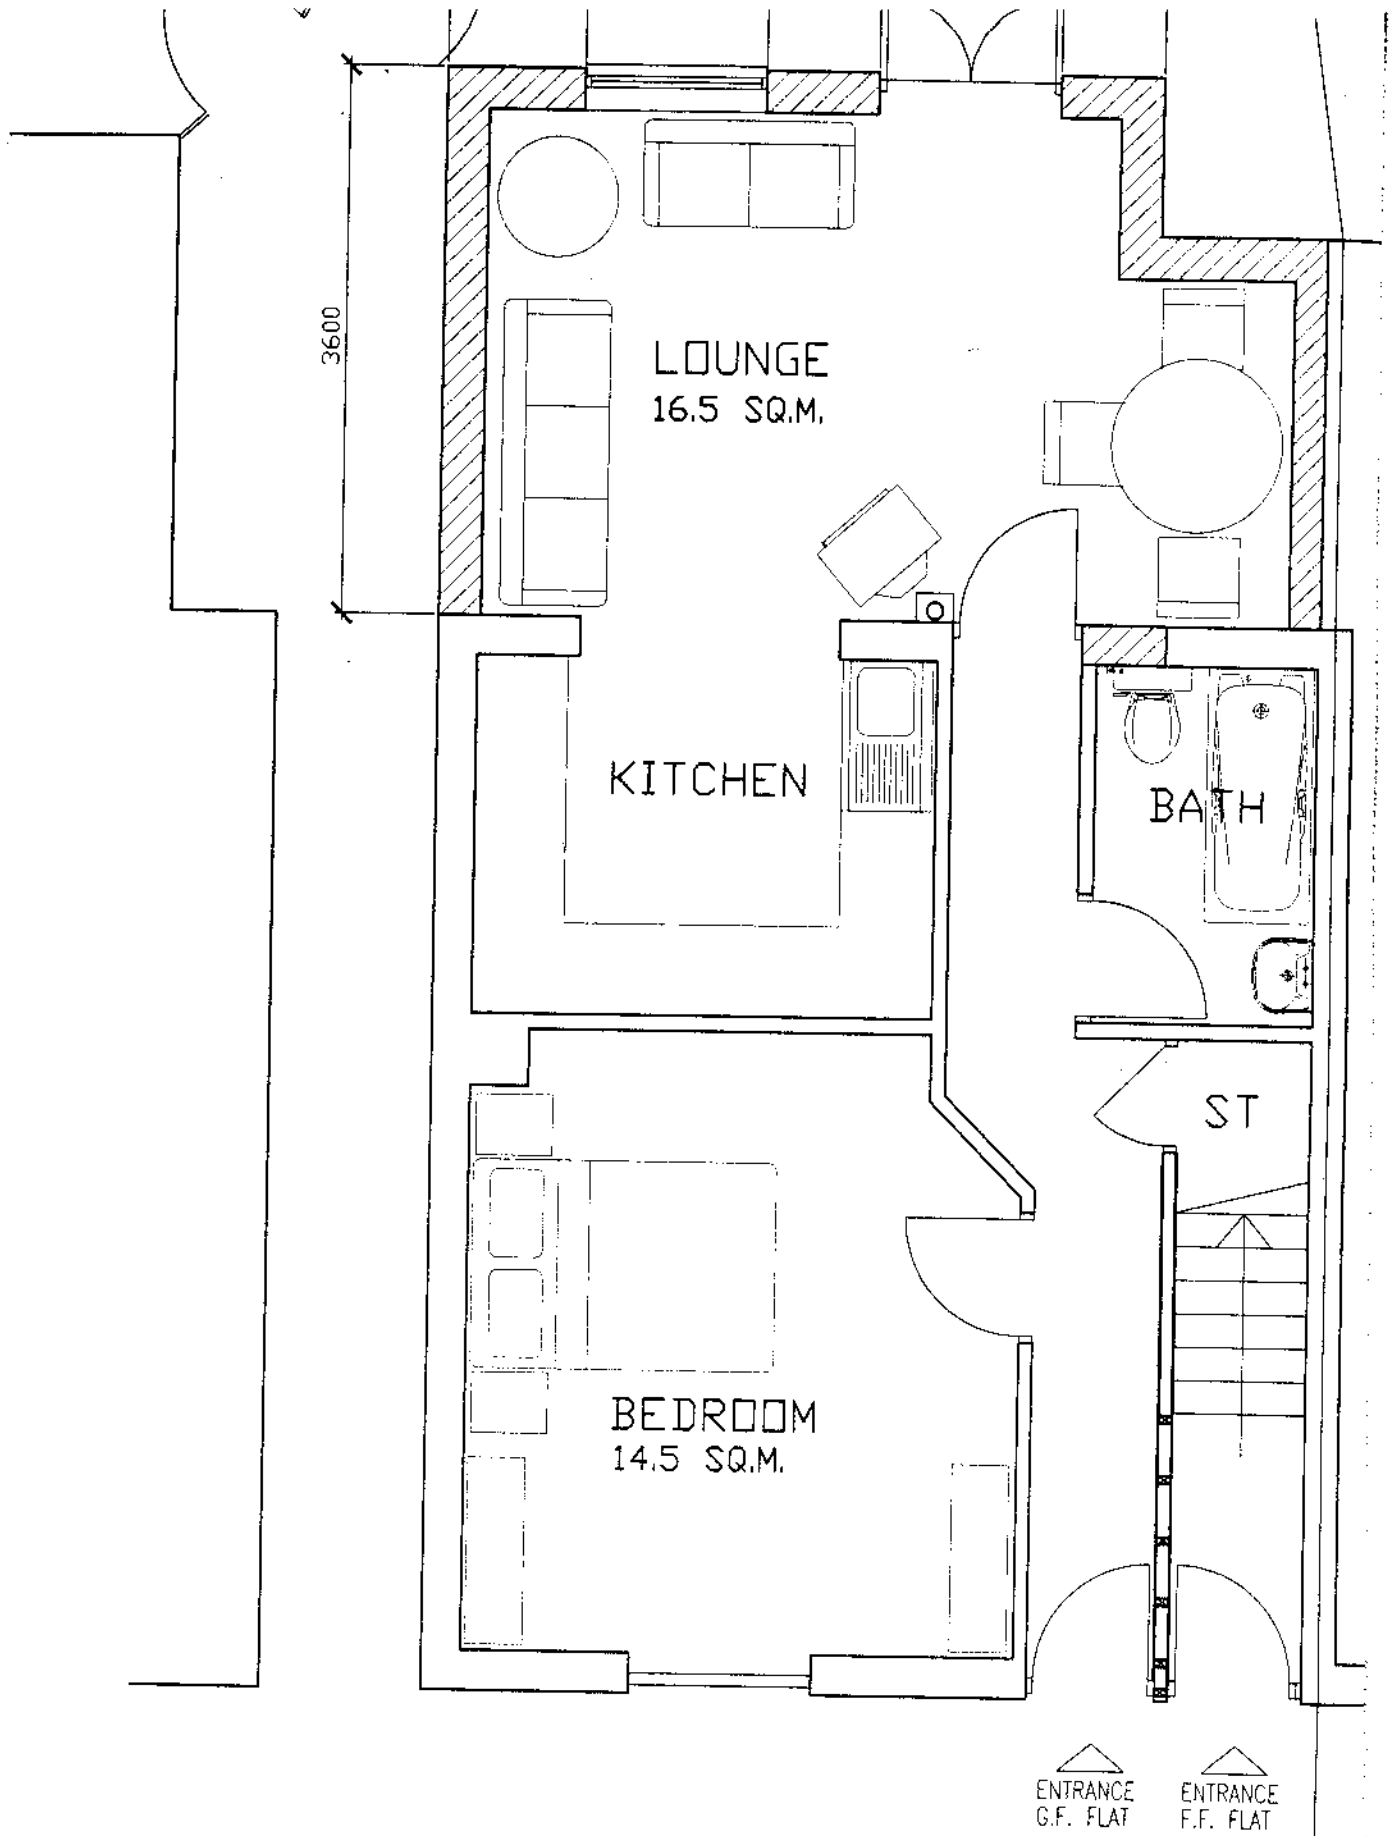 3600
LOUNGE
16.5 SQ.M.
KITCHEN
BATH
ST
BEDROOM
14.5 SQ.M.
ENTRANCE
G.F. FLAT
ENTRANCE
F.F. FLAT